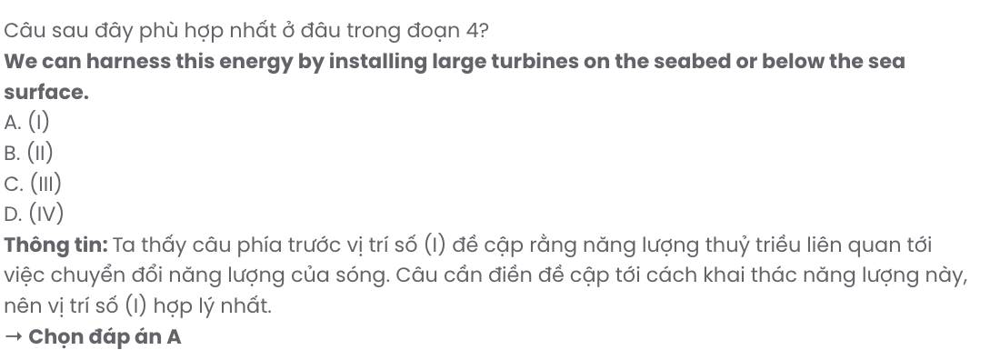 Câu sau đây phù hợp nhất ở đâu trong đoạn 4?
We can harness this energy by installing large turbines on the seabed or below the sea
surface.
A. (I)
B. (II)
C. (III)
D. (IV)
Thông tin: Ta thấy câu phía trước vị trí số (I) đề cập rằng năng lượng thuỷ triều liên quan tới
việc chuyển đổi năng lượng của sóng. Câu cần điền đề cập tới cách khai thác năng lượng này,
nên vị trí số (I) hợp lý nhất.
→ Chọn đáp án A